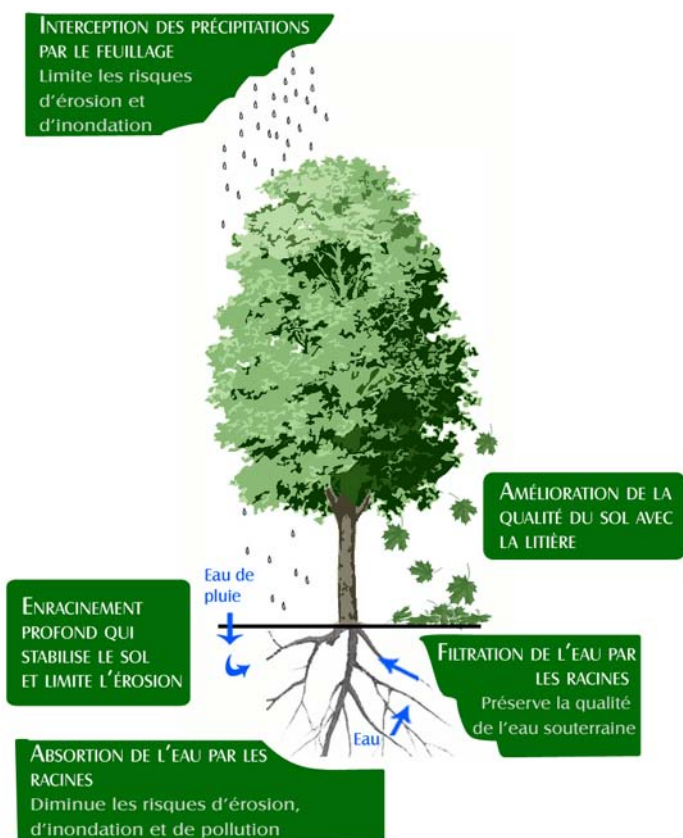 INTERCEPTION DES PRÉCIPITATIONS
PAR LE FEUILLAGE
Limite les risques
d'érosion et
d'inondation
AMÉLIORATION DE LA
QUALITÉ DU SOL AVEC
LA LITIÈRE
Eau de
pluie
ENRACINEMENT
PROFOND QUI
STABILISE LE SOL
ET LIMITE L'ÉROSION
FILTRATION DE L'EAU PAR
LES RACINES
Préserve la qualité
de l'eau souterraine
Eau
ABSORTION DE L'EAU PAR LES
RACINES
Diminue les risques d'érosion,
d'inondation et de pollution